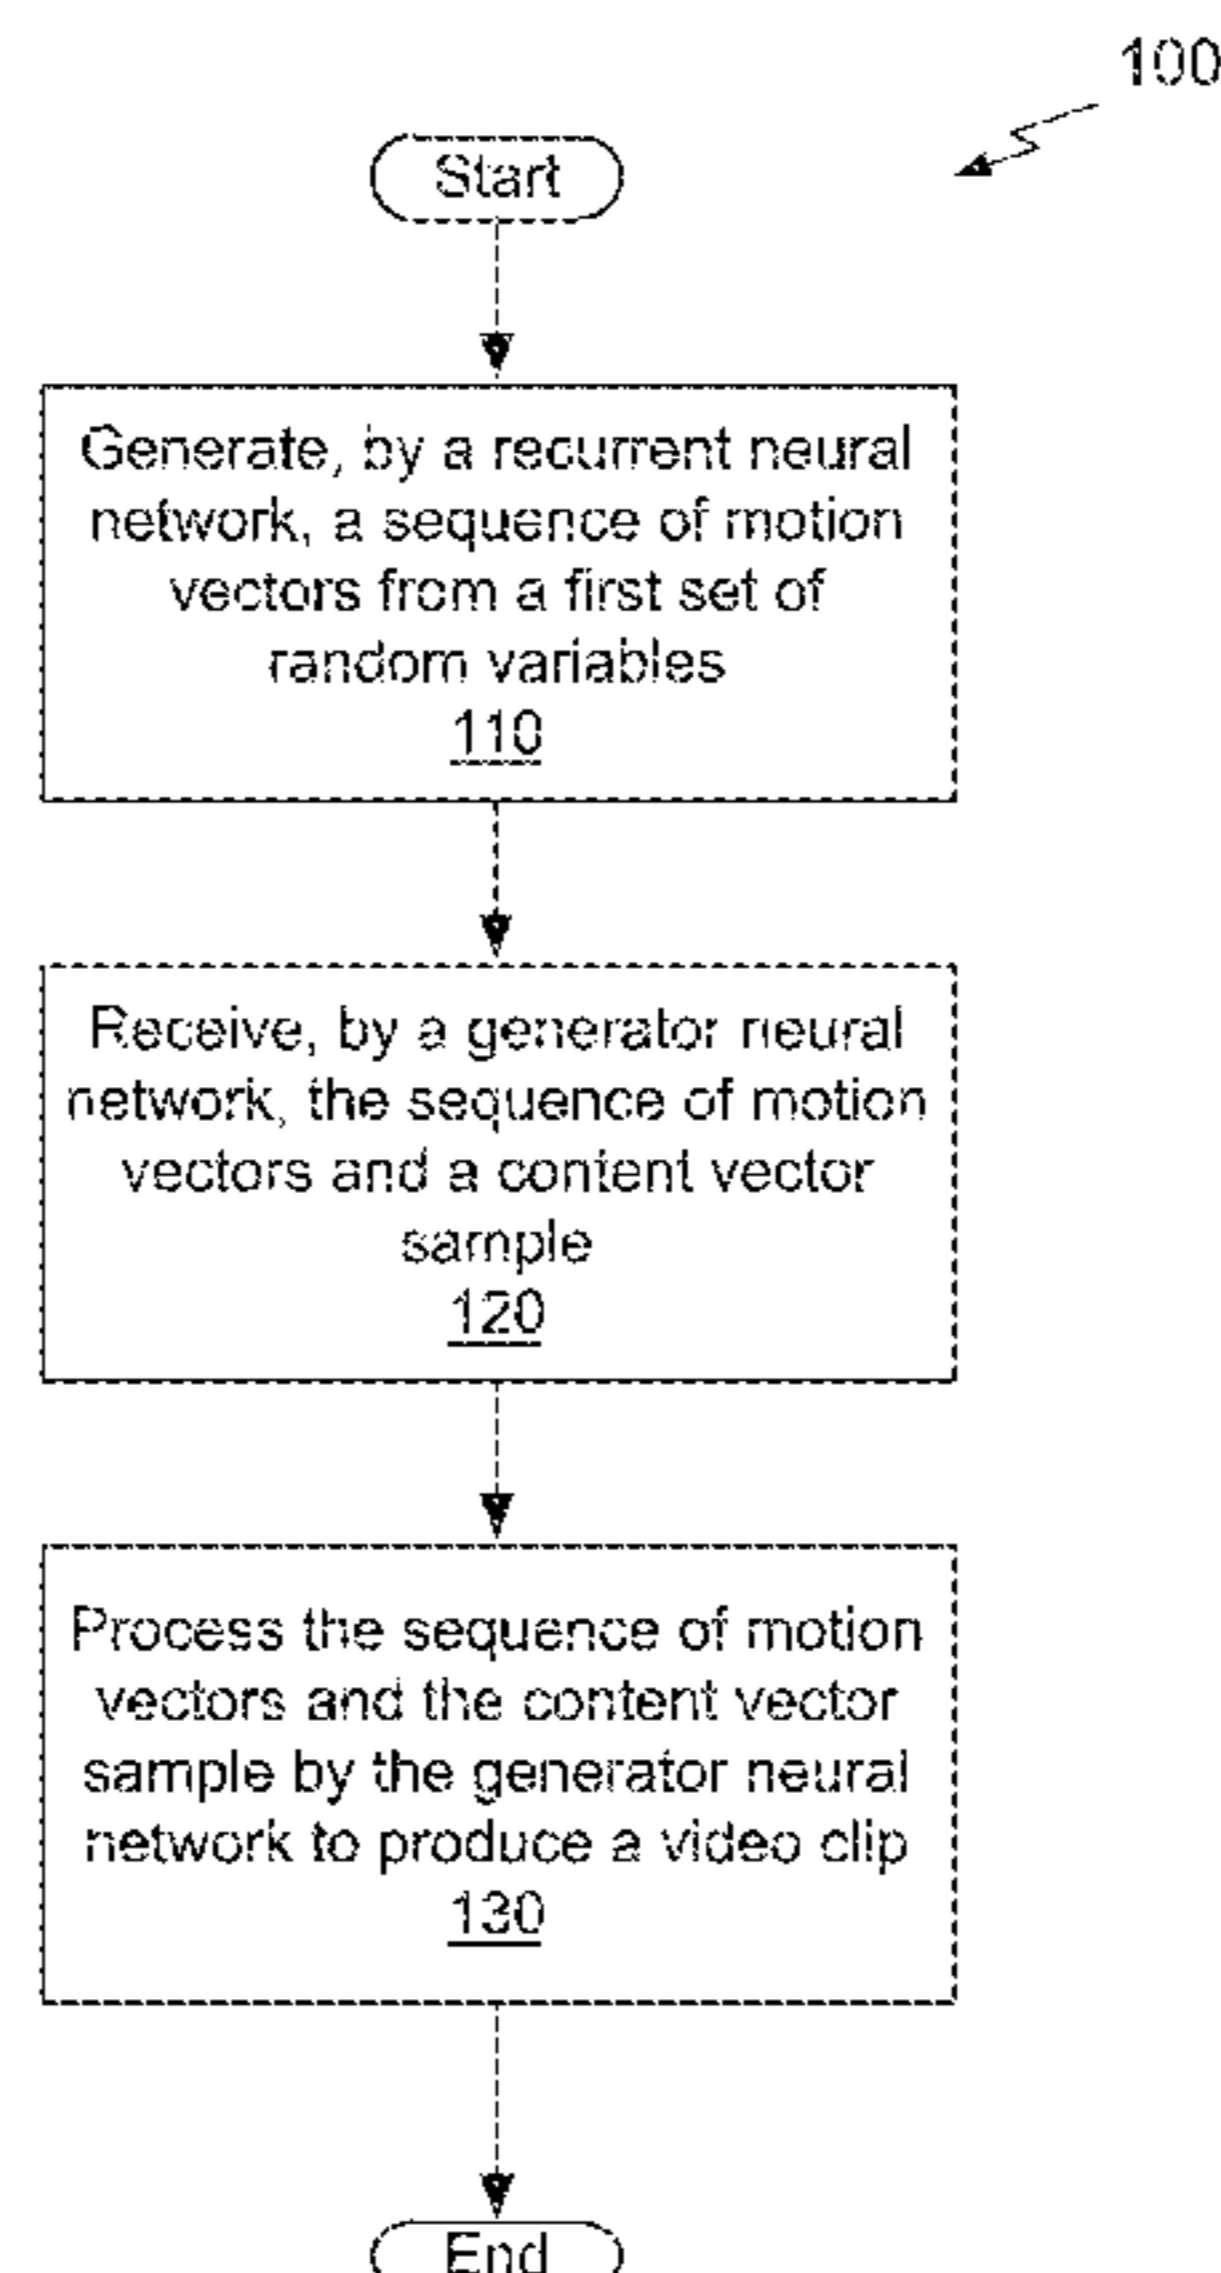 100
Start
Generate, by a recurrent neural
network, a sequence of motion
vectors from a first set of
random variables
110
Receive, by a generator neural
network, the sequence of motion
vectors and a content vector
sample
120
Process the sequence of motion
vectors and the content vector
sample by the generator neural
network to produce a video clip
130
End